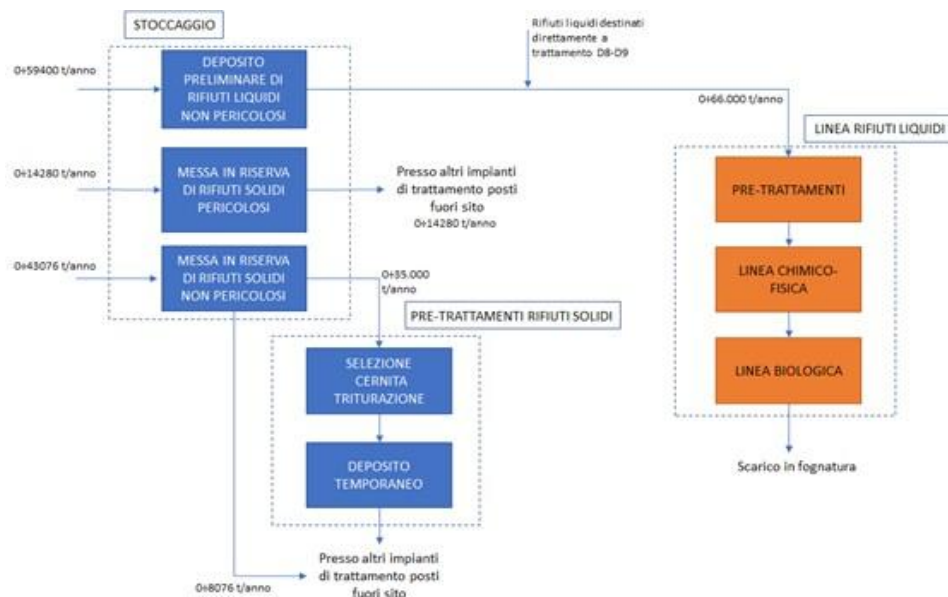 STOCCAGGIO
Rifiuti liquidi destinati
direttamente a
trattamento D8-D9
0÷59400 t/anno
DEPOSITO
PRELIMINARE DI
RIFIUTI LIQUIDI
NON PERICOLOSI
0÷66.000 t/anno
LINEA RIFIUTI LIQUIDI
0÷14280 t/anno
MESSA IN RISERVA
DI RIFIUTI SOLIDI
PERICOLOSI
Presso altri impianti
di trattamento posti
fuori sito
0÷14280 t/anno
PRE-TRATTAMENTI
0÷43076 t/anno
MESSA IN RISERVA
DI RIFIUTI SOLIDI
NON PERICOLOSI
0÷35.000
t/anno
LINEA CHIMICO-
FISICA
PRE-TRATTAMENTI RIFIUTI SOLIDI
SELEZIONE
CERNITA
TRITURAZIONE
LINEA BIOLOGICA
DEPOSITO
TEMPORANEO
Scarico in fognatura
Presso altri impianti
di trattamento posti
fuori sito
0÷8076 t/anno